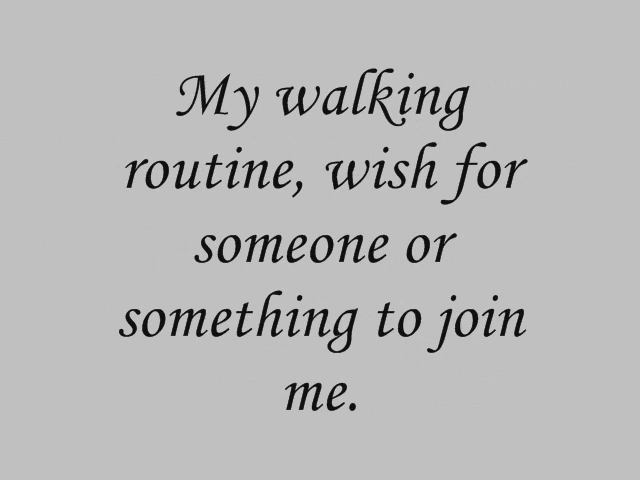 My walking
routine, wish for
someone or
something to join
me.